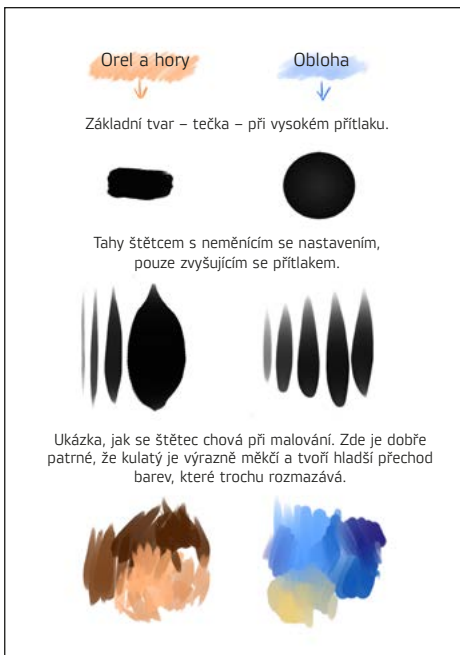 Orel a hory
Obloha
Základní tvar – tečka – při vysokém přítlaku.
Tahy štětcem s neměnícím se nastavením,
pouze zvyšujícím se přítlakem.
Ukázka, jak se štětec chová při malování. Zde je dobře
patrné, že kulatý je výrazně měkčí a tvoří hladší přechod
barev, které trochu rozmazává.